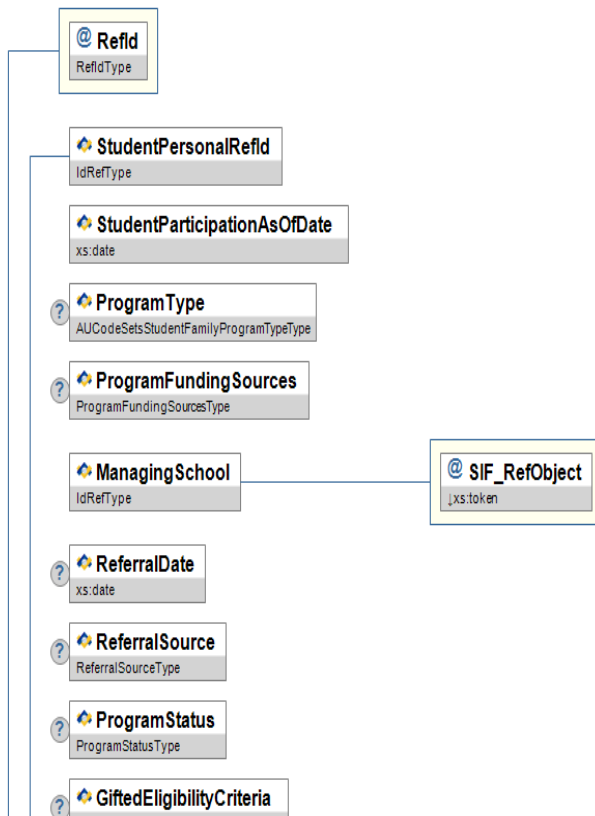 @ RefId
RefIdType
StudentPersonalRefId
IdRefType
StudentParticipationAsOfDate
xs:date
? ProgramType
AUCodeSetsStudentFamilyProgramTypeType
? ProgramFundingSources
ProgramFundingSourcesType
ManagingSchool
IdRefType
@ SIF_RefObject
↓xs:token
? ReferralDate
xs:date
? ReferralSource
ReferralSourceType
? ProgramStatus
ProgramStatusType
? GiftedEligibilityCriteria